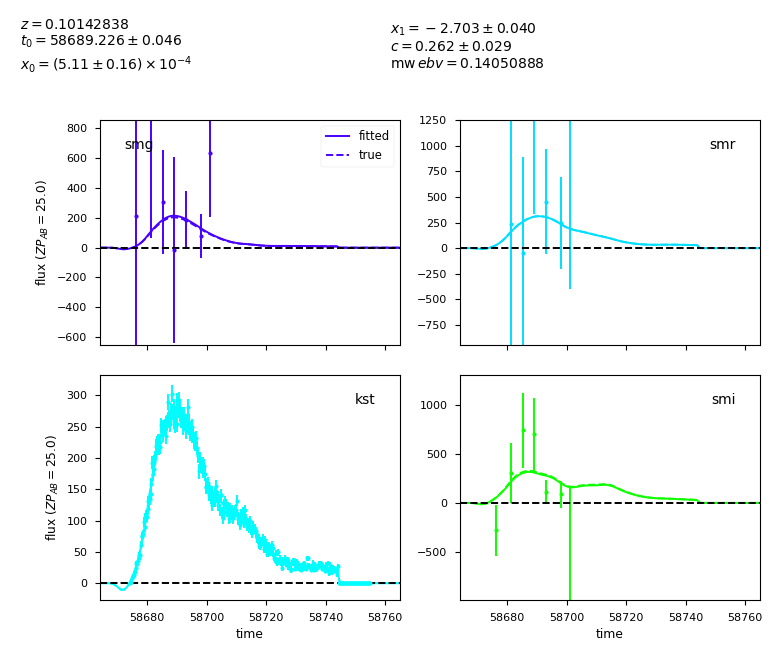 z = 0.10142838
t₀ = 58689.226 ± 0.046
x₀ = (5.11 ± 0.16) × 10⁻⁴
x₁ = −2.703 ± 0.040
c = 0.262 ± 0.029
mw ebv = 0.14050888
smg
fitted
true
800
600
400
200
0
−200
−400
−600
flux (ZP_AB = 25.0)
smr
1250
1000
750
500
250
0
−250
−500
−750
kst
300
250
200
150
100
50
0
flux (ZP_AB = 25.0)
58680 58700 58720 58740 58760
time
smi
1000
500
0
−500
58680 58700 58720 58740 58760
time